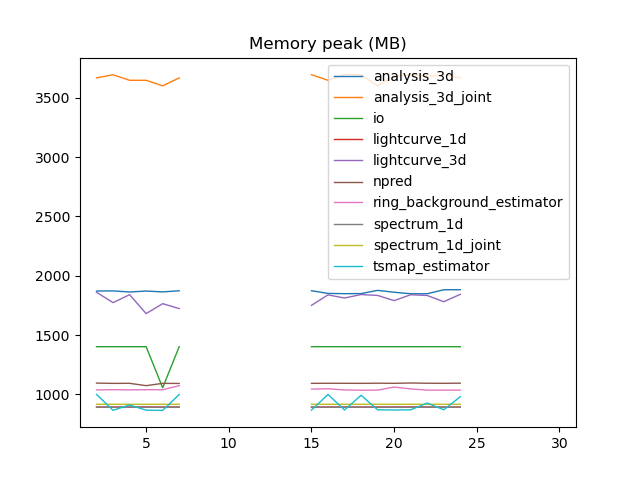 Memory peak (MB)
3500
3000
2500
2000
1500
1000
analysis_3d
analysis_3d_joint
io
lightcurve_1d
lightcurve_3d
npred
ring_background_estimator
spectrum_1d
spectrum_1d_joint
tsmap_estimator
5 10 15 20 25 30